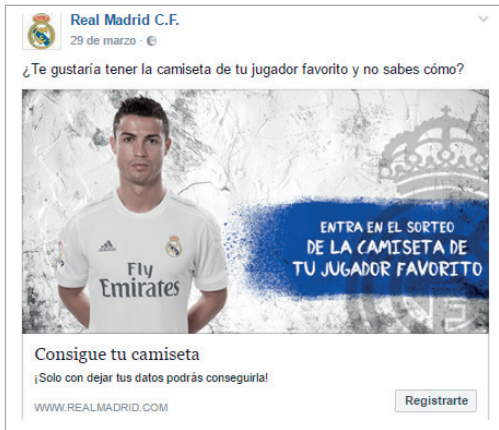 Real Madrid C.F.
29 de marzo ·
¿Te gustaría tener la camiseta de tu jugador favorito y no sabes cómo?
ENTRA EN EL SORTEO
DE LA CAMISETA DE
TU JUGADOR FAVORITO
adidas
Fly
Emirates
Consigue tu camiseta
¡Solo con dejar tus datos podrás conseguirla!
WWW.REALMADRID.COM
Registrarte